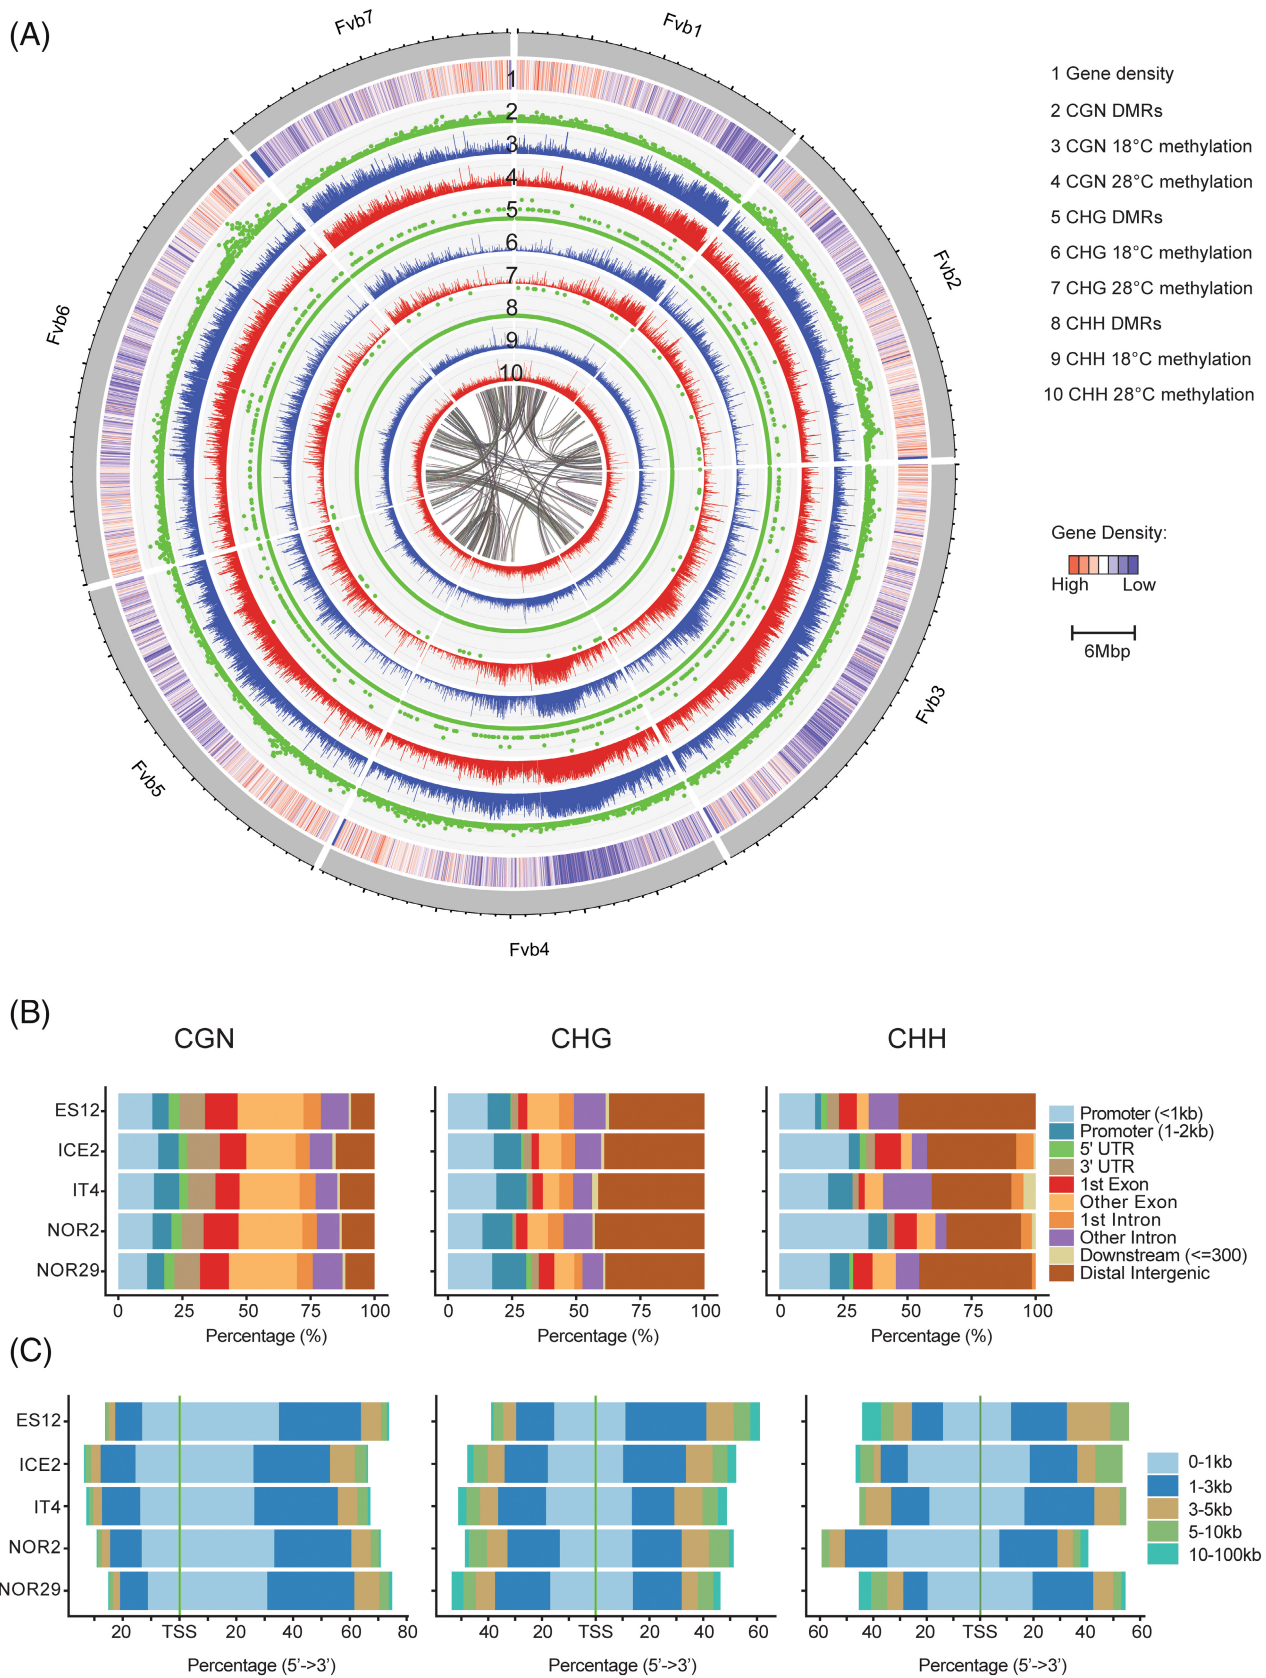 (A)
Fvb7
Fvb1
Fvb2
Fvb3
Fvb4
Fvb5
Fvb6
1
2
3
4
5
6
7
8
9
10
1 Gene density
2 CGN DMRs
3 CGN 18°C methylation
4 CGN 28°C methylation
5 CHG DMRs
6 CHG 18°C methylation
7 CHG 28°C methylation
8 CHH DMRs
9 CHH 18°C methylation
10 CHH 28°C methylation
Gene Density:
High Low
6Mbp
(B)
CGN CHG CHH
ES12
ICE2
IT4
NOR2
NOR29
0 25 50 75 100 0 25 50 75 100 0 25 50 75 100
Percentage (%) Percentage (%) Percentage (%)
Promoter (<1kb)
Promoter (1-2kb)
5' UTR
3' UTR
1st Exon
Other Exon
1st Intron
Other Intron
Downstream (<=300)
Distal Intergenic
(C)
ES12
ICE2
IT4
NOR2
NOR29
20 TSS 20 40 60 80 40 20 TSS 20 40 60 60 40 20 TSS 20 40 60
Percentage (5'->3') Percentage (5'->3') Percentage (5'->3')
0-1kb
1-3kb
3-5kb
5-10kb
10-100kb